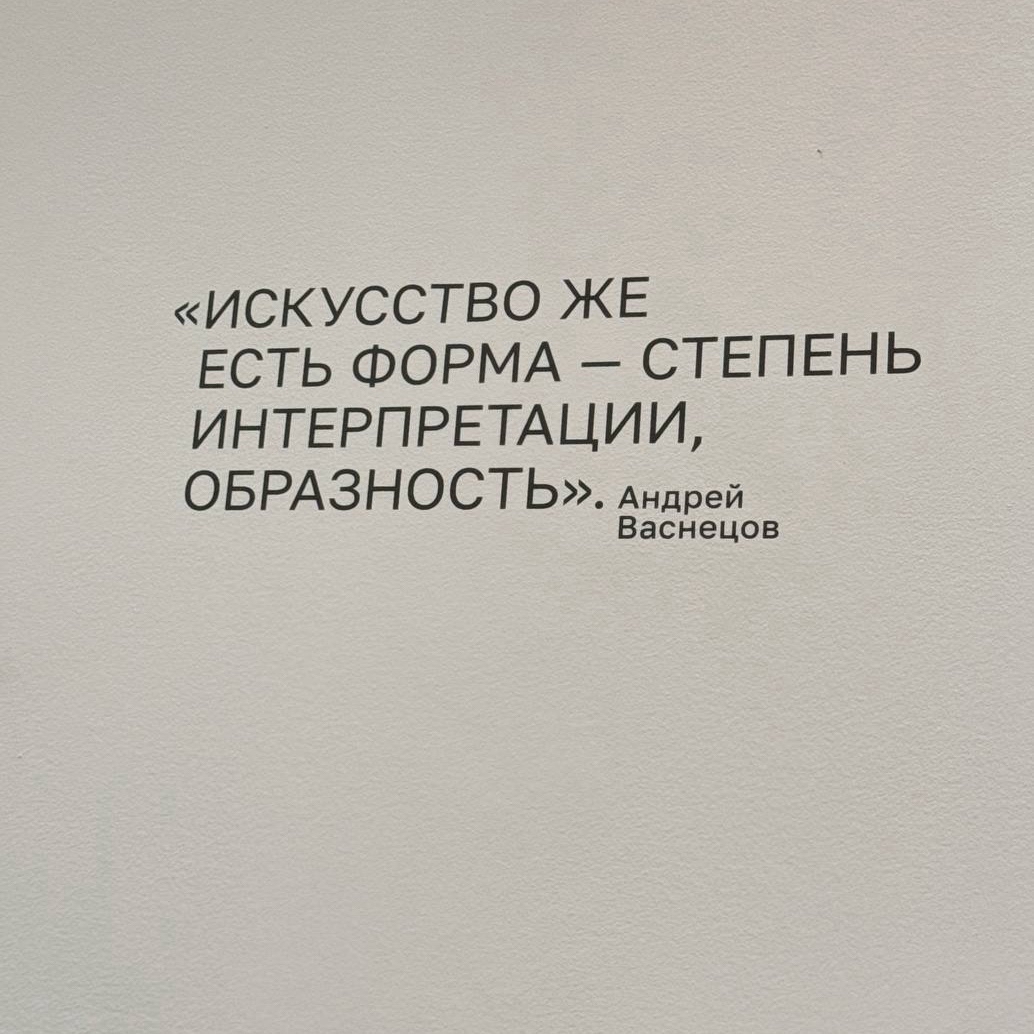 «ИСКУССТВО ЖЕ
ЕСТЬ ФОРМА — СТЕПЕНЬ
ИНТЕРПРЕТАЦИИ,
ОБРАЗНОСТЬ». Андрей
Васнецов